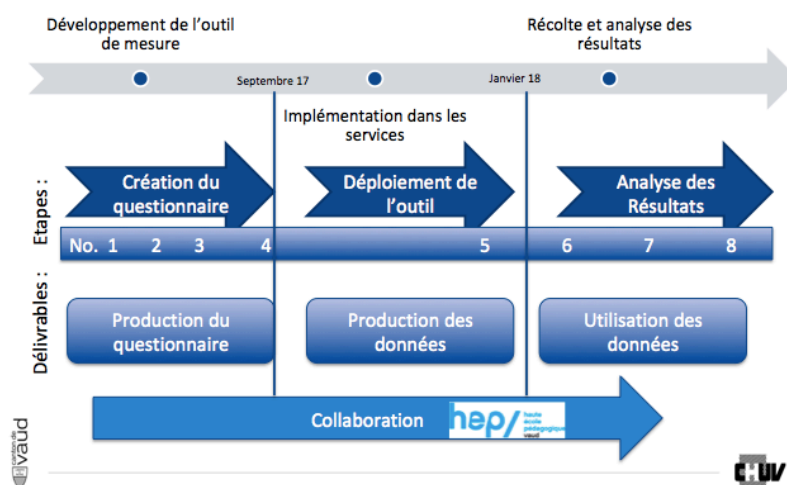 Développement de l'outil
de mesure
Récolte et analyse des
résultats
Septembre 17
Janvier 18
Implémentation dans les
services
Etapes :
Création du
questionnaire
Déploiement de
l'outil
Analyse des
Résultats
No. 1 2 3 4 5 6 7 8
Délivrables :
Production du
questionnaire
Production des
données
Utilisation des
données
Collaboration
hep/
haute
école
pédagogique
vaud
canton de
vaud
CHUV